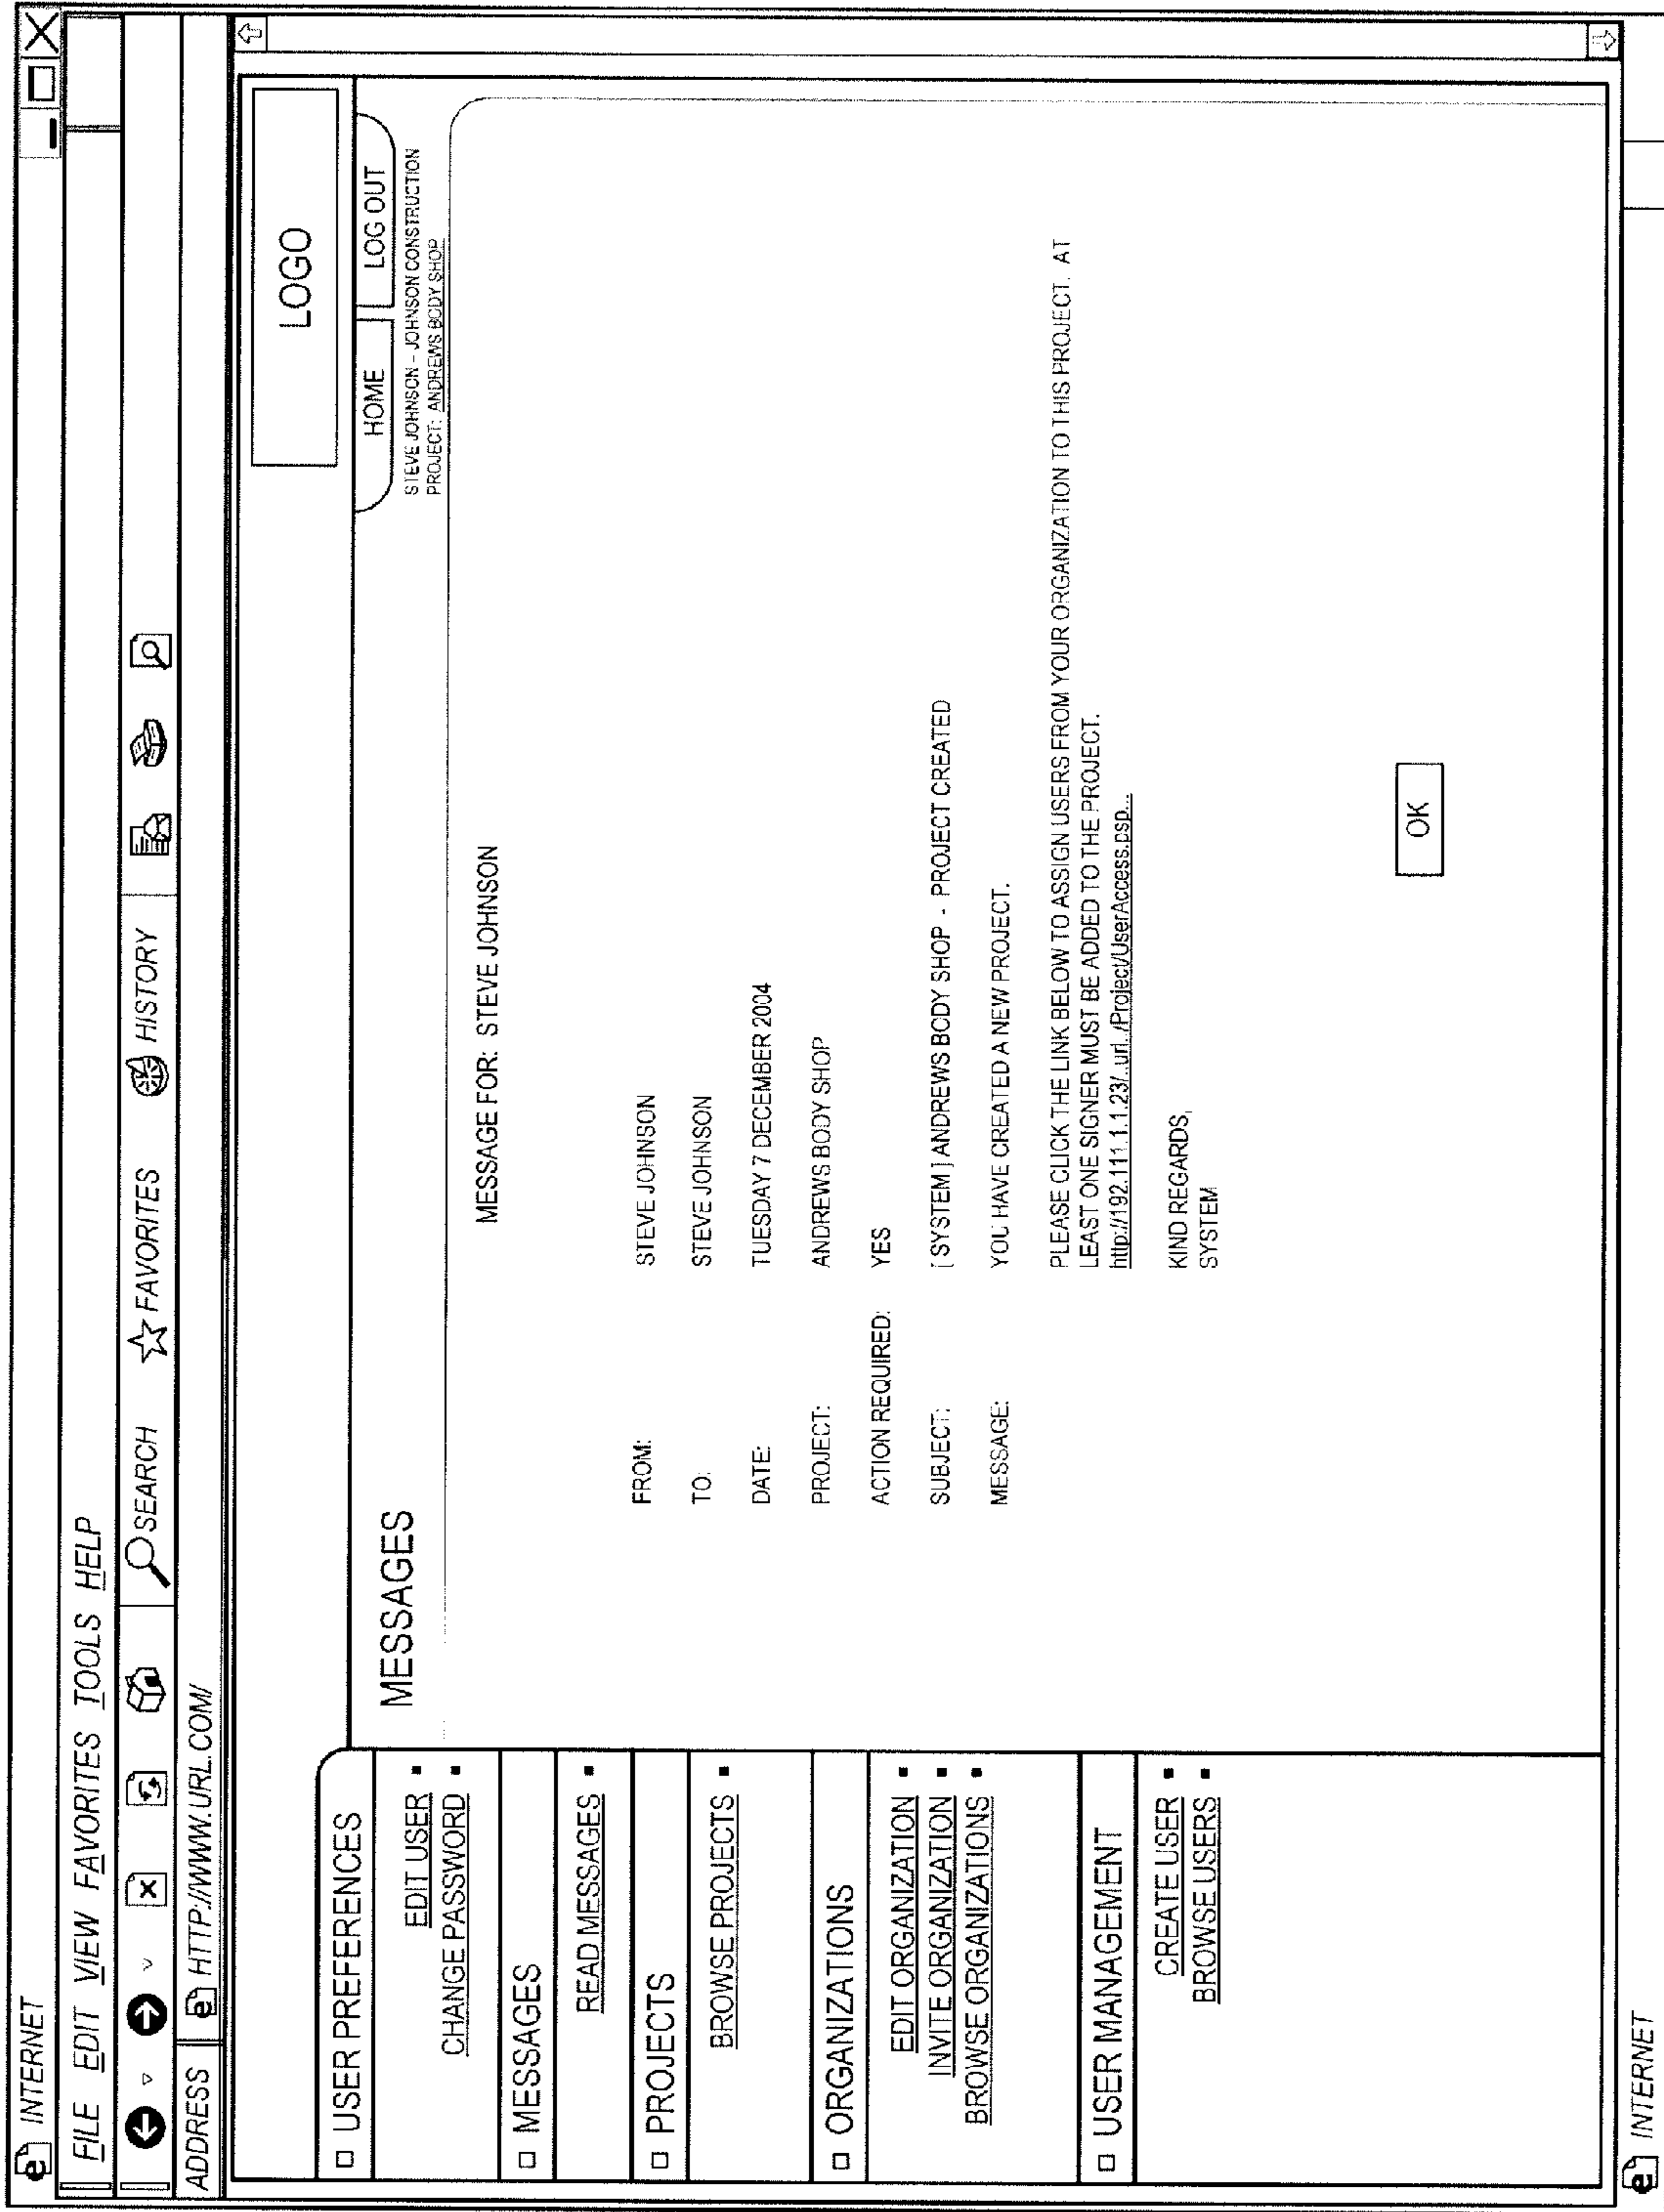 INTERNET
FILE EDIT VIEW FAVORITES TOOLS HELP
SEARCH FAVORITES HISTORY
ADDRESS HTTP://WWW.URL.COM/
LOGO
HOME LOG OUT
STEVE JOHNSON – JOHNSON CONSTRUCTION
PROJECT: ANDREWS BODY SHOP
USER PREFERENCES
EDIT USER
CHANGE PASSWORD
MESSAGES
READ MESSAGES
PROJECTS
BROWSE PROJECTS
ORGANIZATIONS
EDIT ORGANIZATION
INVITE ORGANIZATION
BROWSE ORGANIZATIONS
USER MANAGEMENT
CREATE USER
BROWSE USERS
MESSAGES
MESSAGE FOR: STEVE JOHNSON
FROM: STEVE JOHNSON
TO: STEVE JOHNSON
DATE: TUESDAY 7 DECEMBER 2004
PROJECT: ANDREWS BODY SHOP
ACTION REQUIRED: YES
SUBJECT: [ SYSTEM ] ANDREWS BODY SHOP - PROJECT CREATED
MESSAGE: YOU HAVE CREATED A NEW PROJECT.
PLEASE CLICK THE LINK BELOW TO ASSIGN USERS FROM YOUR ORGANIZATION TO THIS PROJECT. AT
LEAST ONE SIGNER MUST BE ADDED TO THE PROJECT.
http://192.111.1.1.23/..url../Project/UserAccess.psp...
KIND REGARDS,
SYSTEM
OK
INTERNET